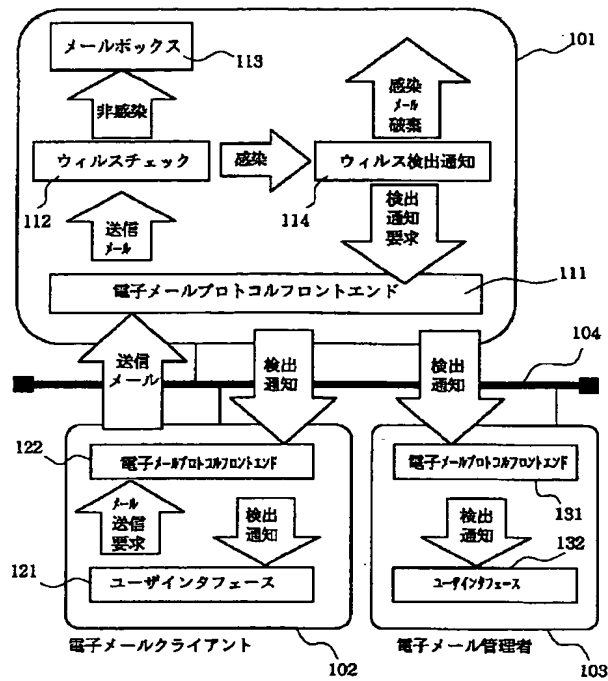 メールボックス
113
101
非感染
感染
メール
破棄
ウィルスチェック
感染
ウィルス検出通知
112
114
送信
メール
検出
通知
要求
111
電子メールプロトコルフロントエンド
送信
メール
検出
通知
検出
通知
104
122
電子メールプロトコルフロントエンド
電子メールプロトコルフロントエンド
131
メール
送信
要求
検出
通知
検出
通知
132
121
ユーザインタフェース
ユーザインタフェース
電子メールクライアント
102
電子メール管理者
103